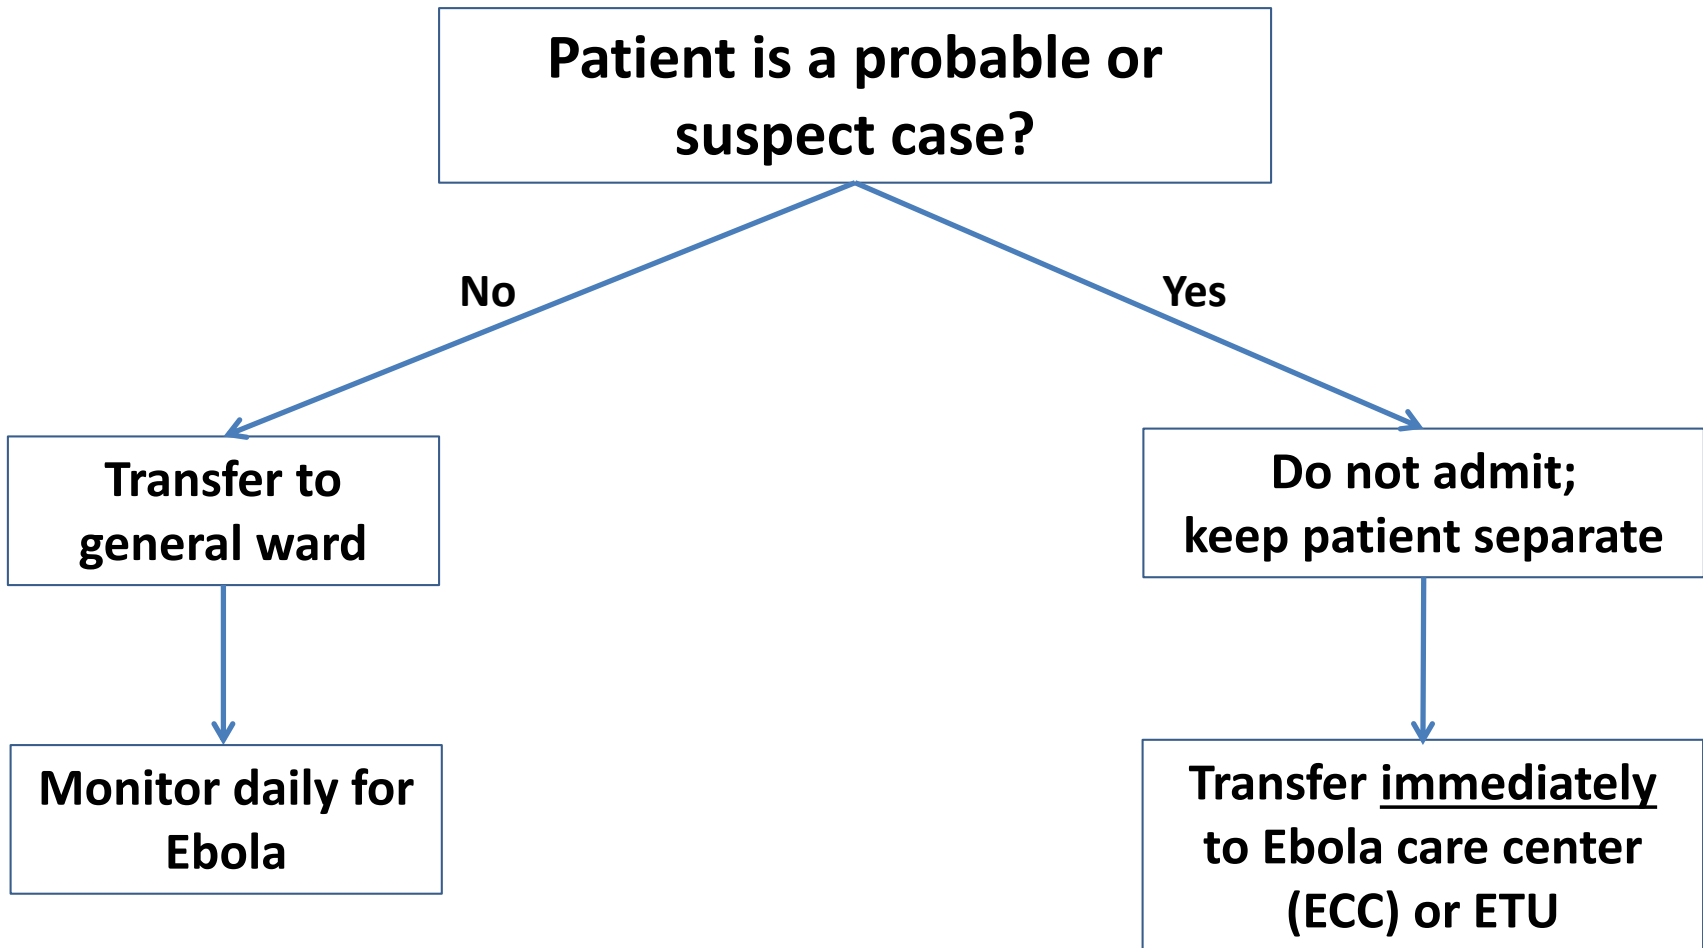 Patient is a probable or
suspect case?
No
Yes
Transfer to
general ward
Do not admit;
keep patient separate
Monitor daily for
Ebola
Transfer immediately
to Ebola care center
(ECC) or ETU